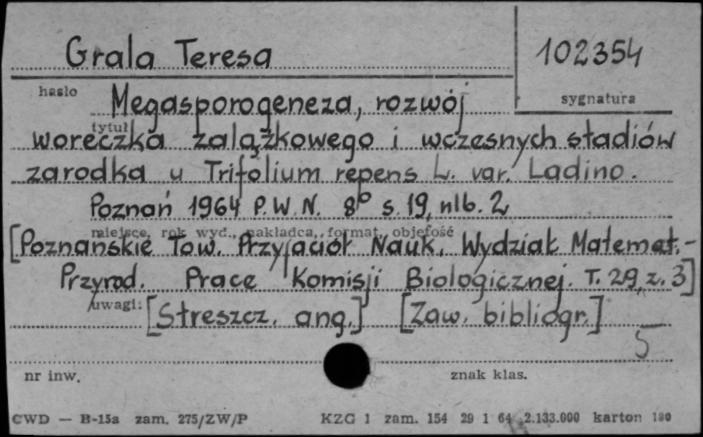 Grala Teresa
102354
hasło
sygnatura
Megasporogeneza, rozwój
tytuł
woreczka zalążkowego i wczesnych stadiów
zarodka u Trifolium repens L. var. Ladino.
Poznań 1964 P.W.N. 8° s. 19, nlb. 2
miejsce, rok wyd., nakładca, format, objętość
[Poznańskie Tow. Przyjaciół Nauk, Wydział Matemat.-
Przyrod. Prace Komisji Biologicznej. T. 29, z. 3]
uwagi:
[Streszcz. ang.] [Zaw. bibliogr.]
5
nr inw.
znak klas.
CWD — B-15a zam. 275/ZW/P
KZG 1 zam. 154 29 1 64 2.133.000 karton 190